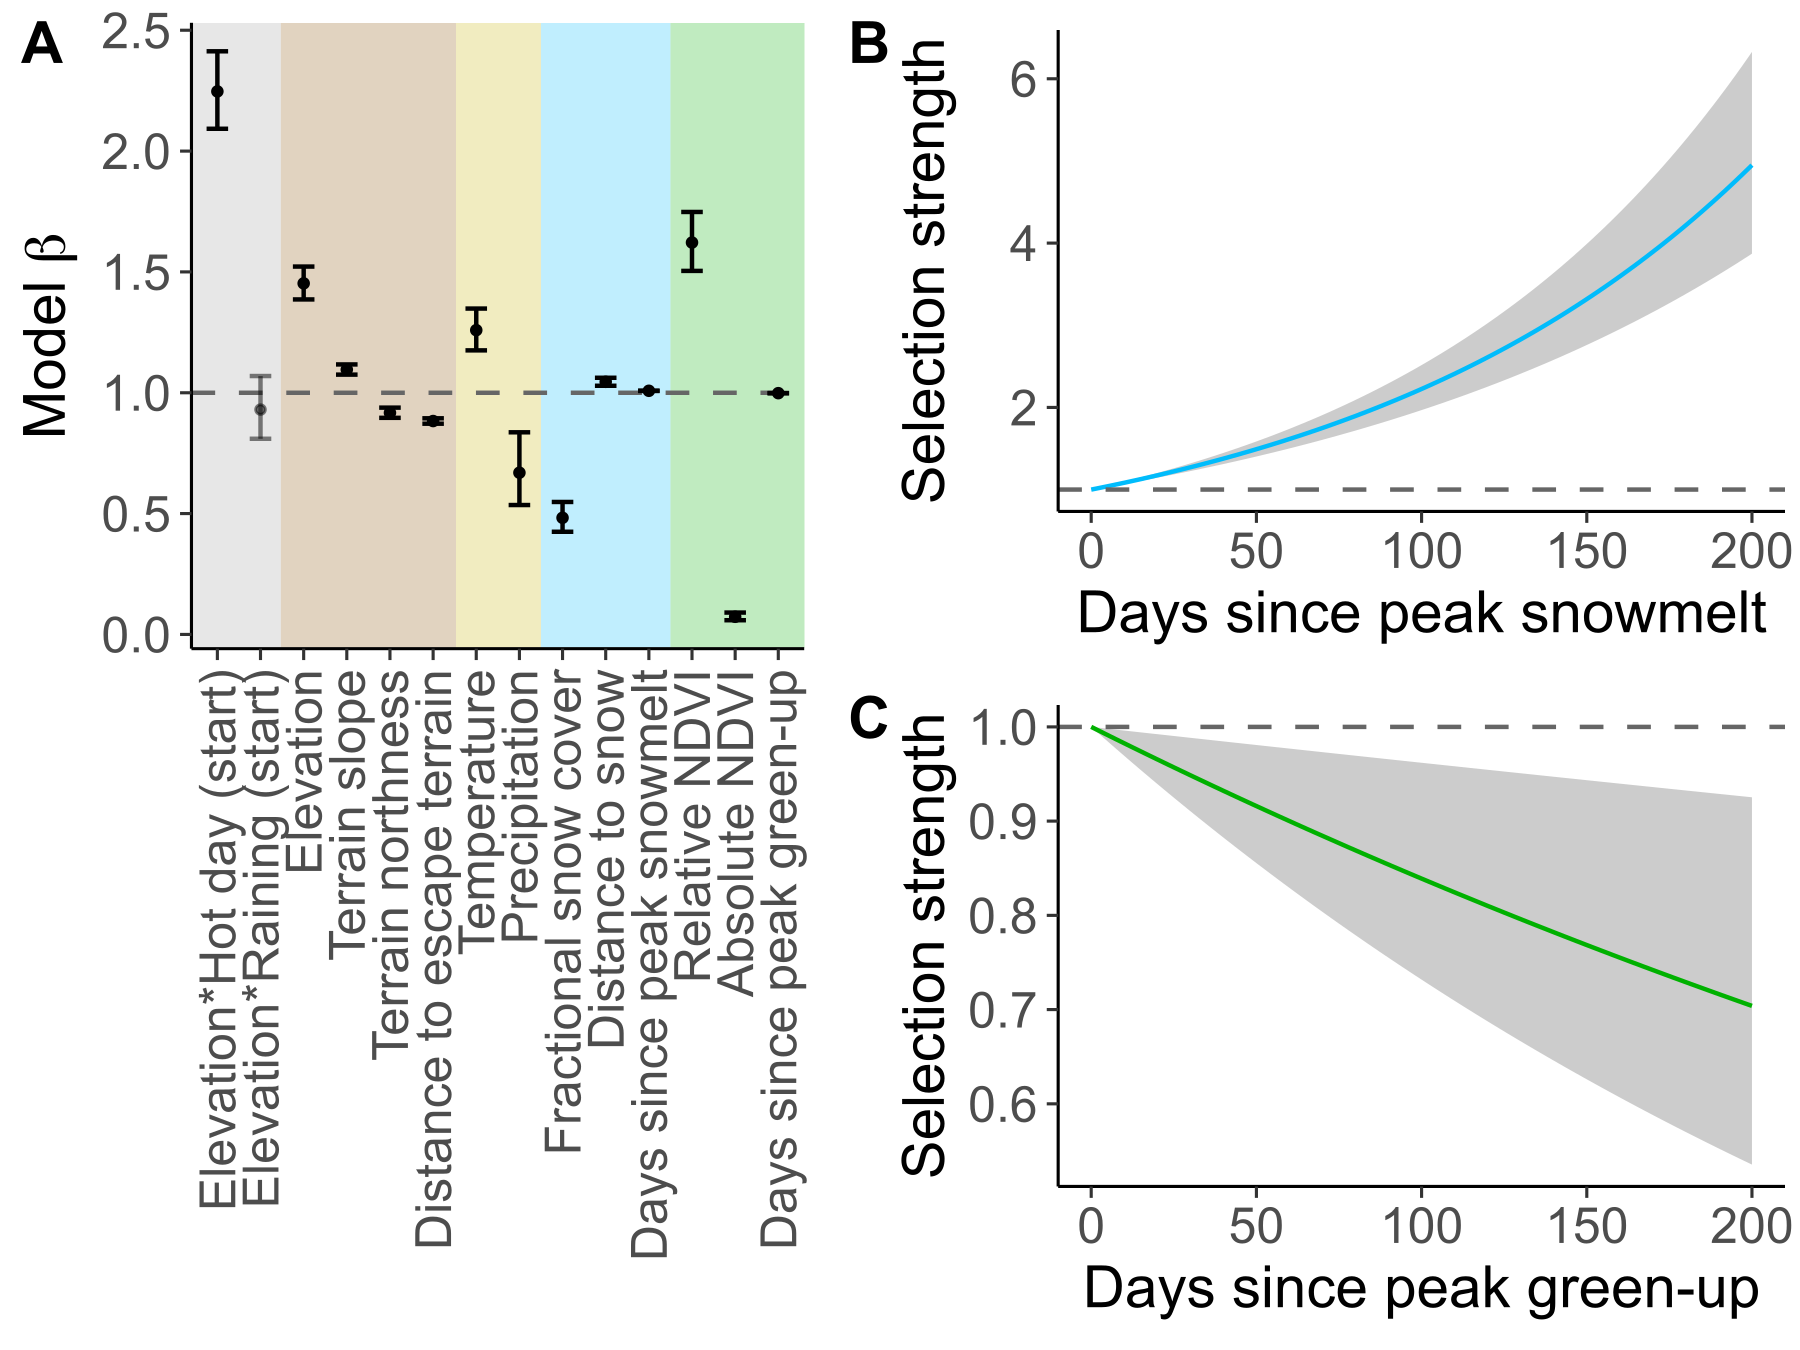 A
Model β
2.5
2.0
1.5
1.0
0.5
0.0
Elevation*Hot day (start)
Elevation*Raining (start)
Elevation
Terrain slope
Terrain northness
Distance to escape terrain
Temperature
Precipitation
Fractional snow cover
Distance to snow
Days since peak snowmelt
Relative NDVI
Absolute NDVI
Days since peak green-up
B
Selection strength
6
4
2
0 50 100 150 200
Days since peak snowmelt
C
Selection strength
1.0
0.9
0.8
0.7
0.6
0 50 100 150 200
Days since peak green-up